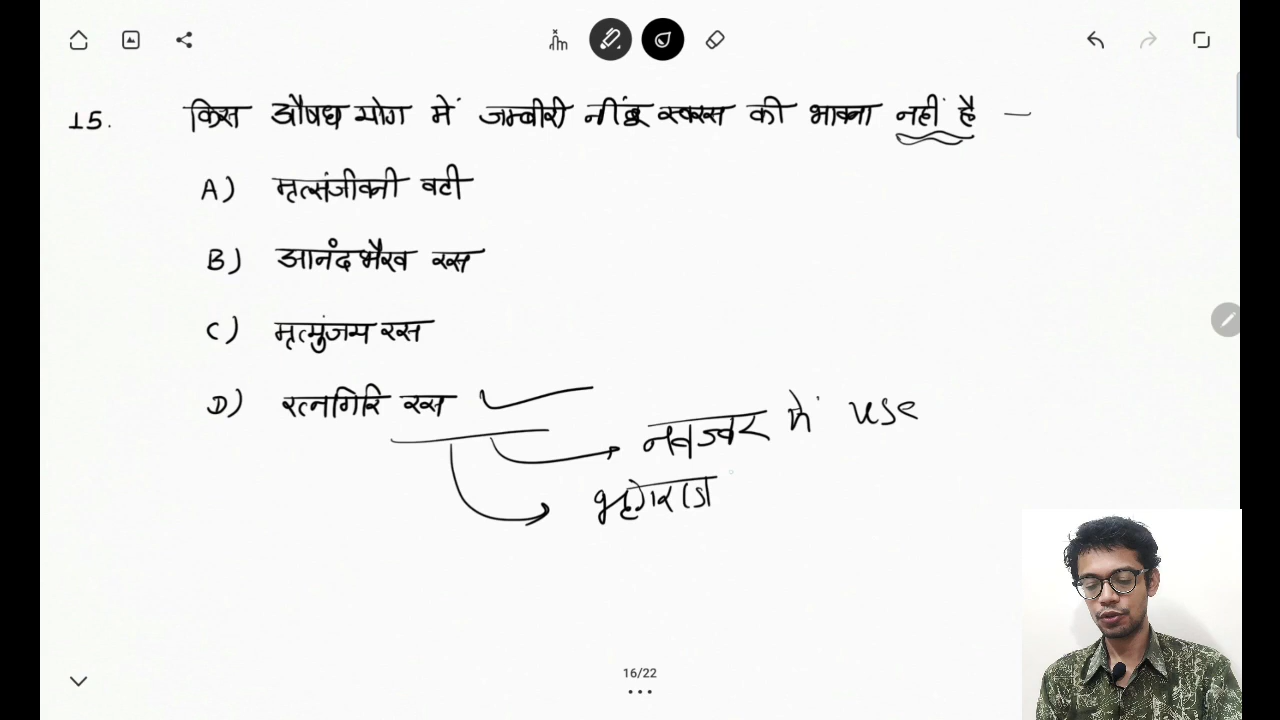 15. किस औषध योग में जम्बीरी नींबू स्वरस की भावना नहीं है —
A) मृत्संजीवनी वटी
B) आनंदभैरव रस
C) मृत्युंजय रस
D) रत्नगिरि रस
नवज्वर में use
भृंगराज
16/22